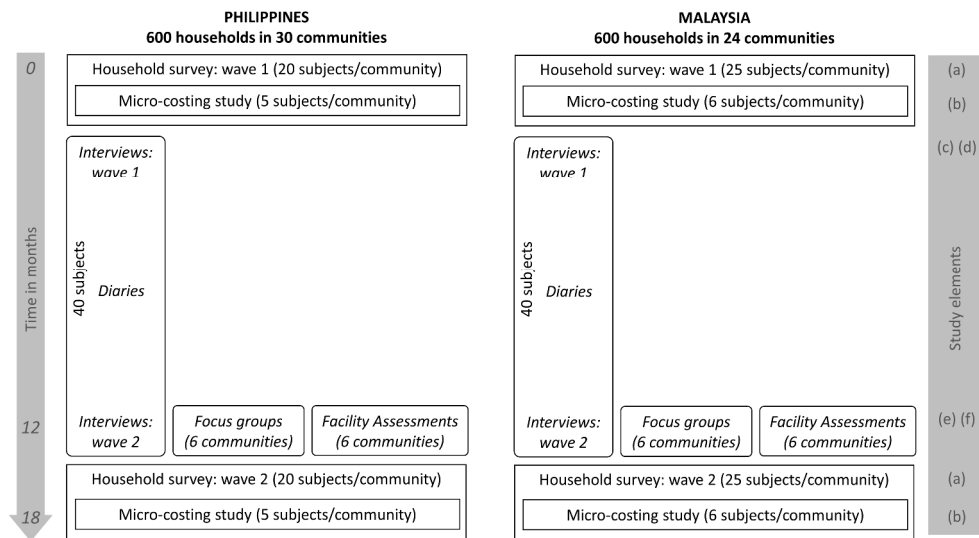 PHILIPPINES
600 households in 30 communities
MALAYSIA
600 households in 24 communities
0
Household survey: wave 1 (20 subjects/community)
Household survey: wave 1 (25 subjects/community)
(a)
Micro-costing study (5 subjects/community)
Micro-costing study (6 subjects/community)
(b)
Interviews:
wave 1
Interviews:
wave 1
(c) (d)
Time in months
40 subjects
Diaries
40 subjects
Diaries
Study elements
12
Interviews:
wave 2
Focus groups
(6 communities)
Facility Assessments
(6 communities)
Interviews:
wave 2
Focus groups
(6 communities)
Facility Assessments
(6 communities)
(e) (f)
Household survey: wave 2 (20 subjects/community)
Household survey: wave 2 (25 subjects/community)
(a)
18
Micro-costing study (5 subjects/community)
Micro-costing study (6 subjects/community)
(b)